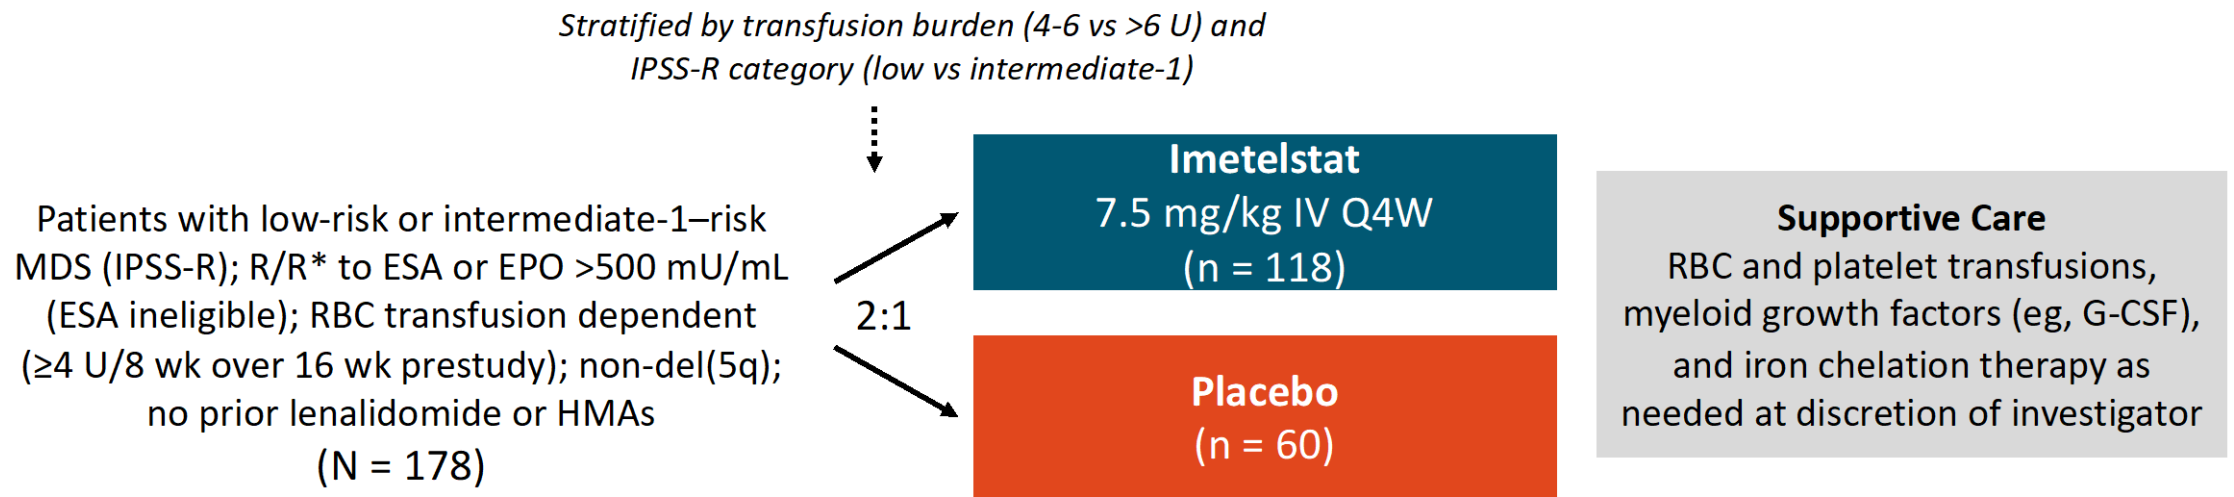 Stratified by transfusion burden (4-6 vs >6 U) and
IPSS-R category (low vs intermediate-1)
Patients with low-risk or intermediate-1–risk
MDS (IPSS-R); R/R* to ESA or EPO >500 mU/mL
(ESA ineligible); RBC transfusion dependent
(≥4 U/8 wk over 16 wk prestudy); non-del(5q);
no prior lenalidomide or HMAs
(N = 178)
2:1
Imetelstat
7.5 mg/kg IV Q4W
(n = 118)
Placebo
(n = 60)
Supportive Care
RBC and platelet transfusions,
myeloid growth factors (eg, G-CSF),
and iron chelation therapy as
needed at discretion of investigator